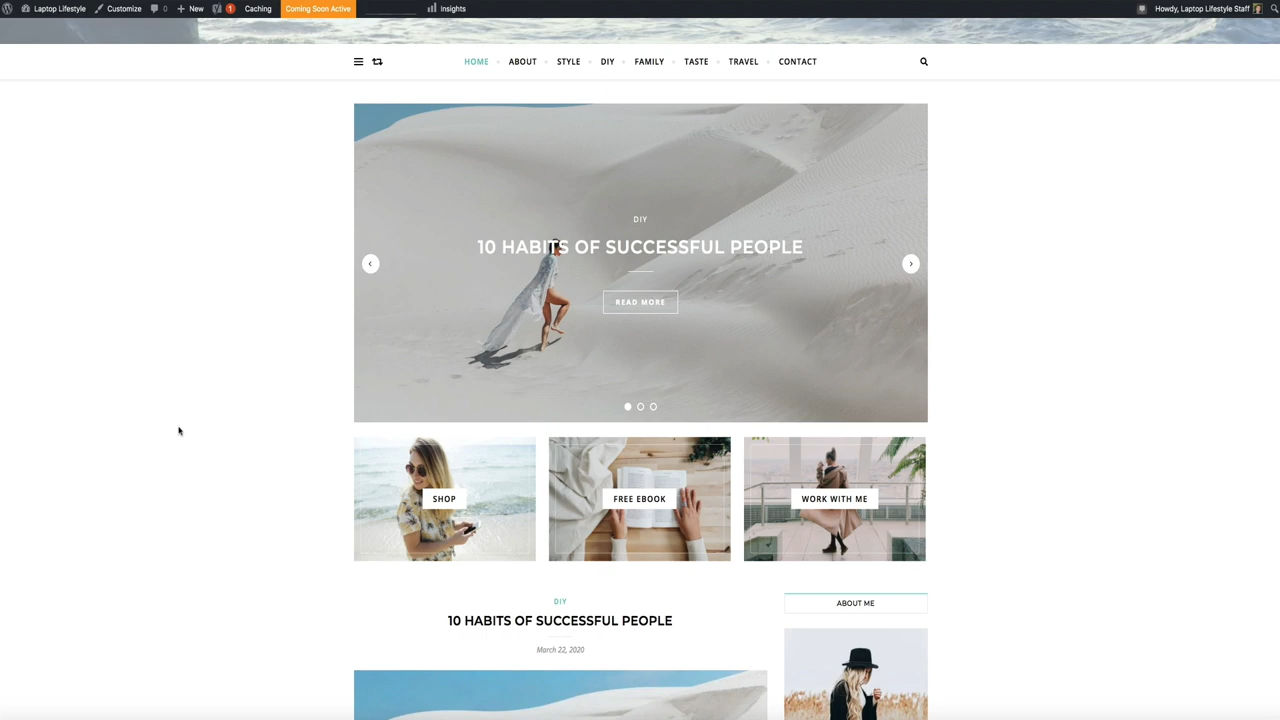 Laptop Lifestyle Customize 0 New 1 Caching Coming Soon Active Insights Howdy, Laptop Lifestyle Staff
HOME ABOUT STYLE DIY FAMILY TASTE TRAVEL CONTACT
DIY
10 HABITS OF SUCCESSFUL PEOPLE
READ MORE
SHOP FREE EBOOK WORK WITH ME
DIY
10 HABITS OF SUCCESSFUL PEOPLE
March 22, 2020
ABOUT ME